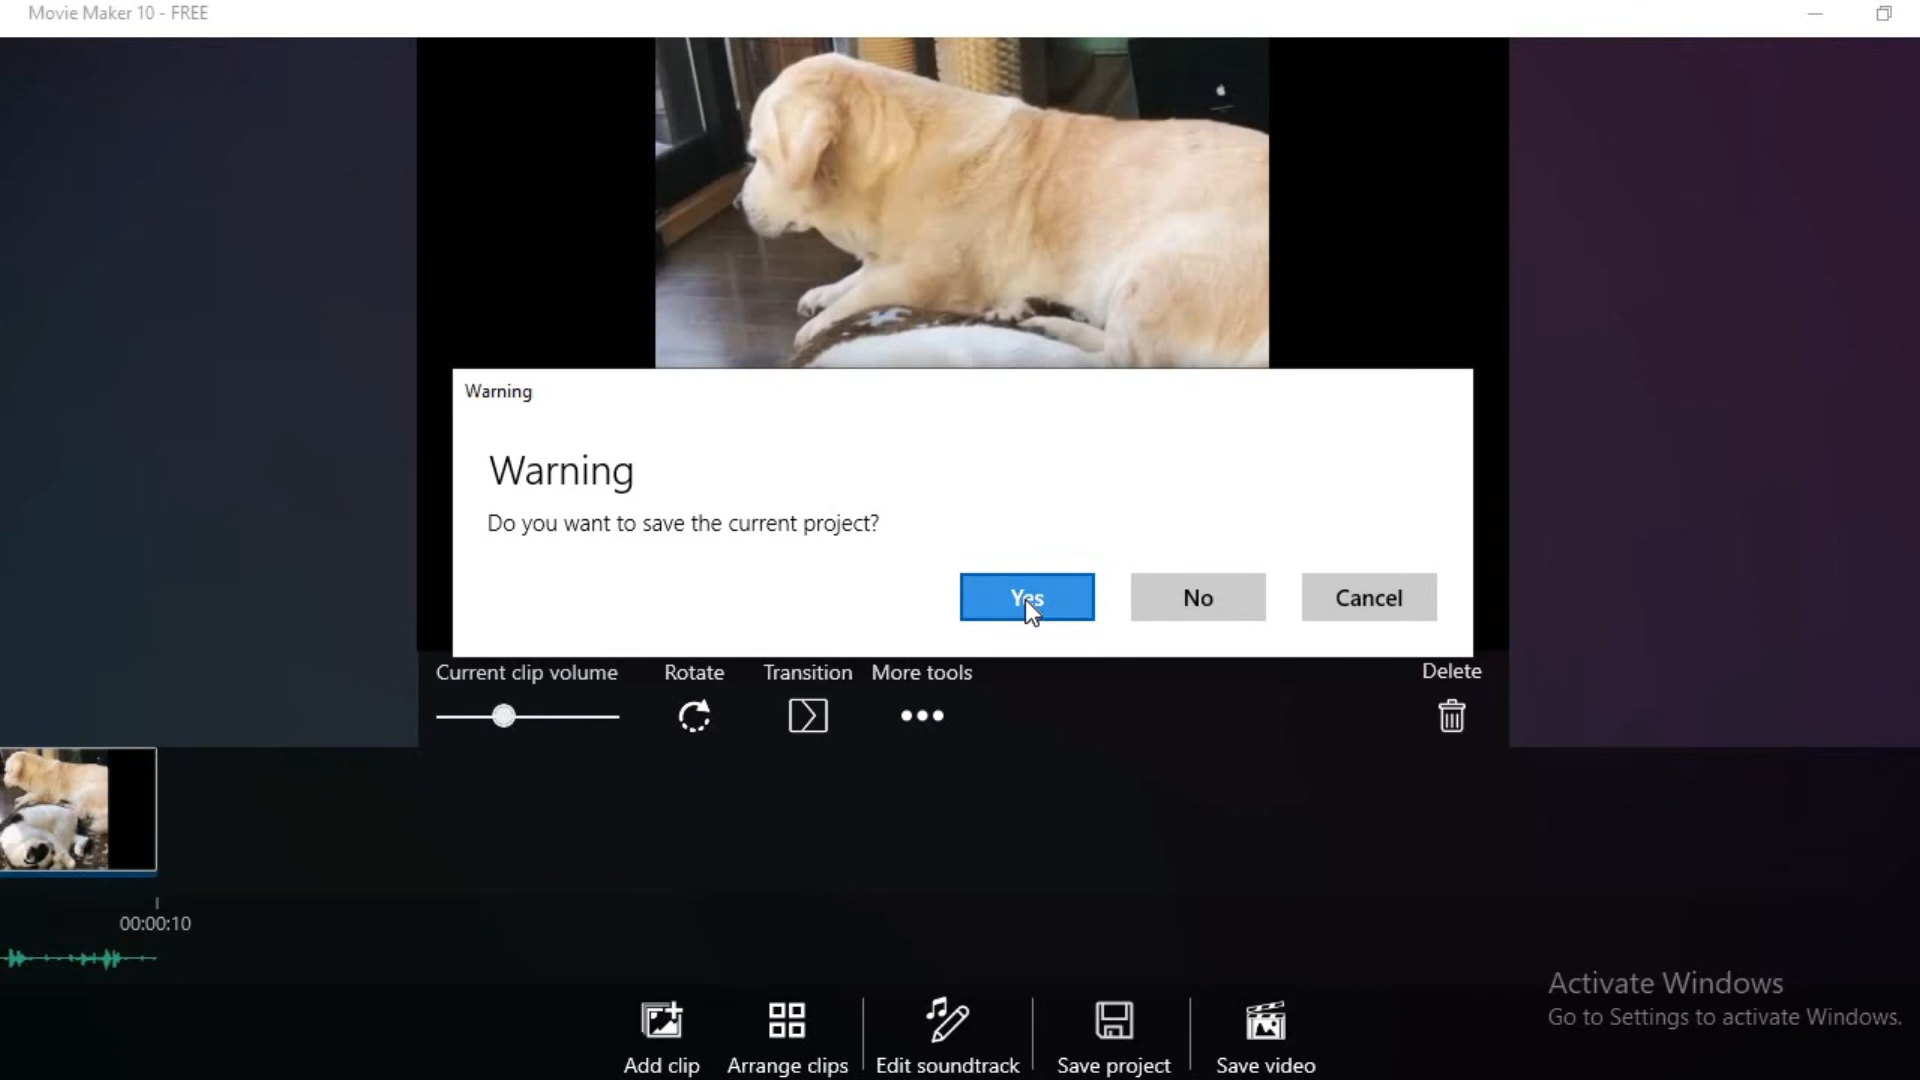 Movie Maker 10 - FREE
Warning
Warning
Do you want to save the current project?
Yes
No
Cancel
Current clip volume
Rotate
Transition
More tools
Delete
00:00:10
Activate Windows
Go to Settings to activate Windows.
Add clip
Arrange clips
Edit soundtrack
Save project
Save video